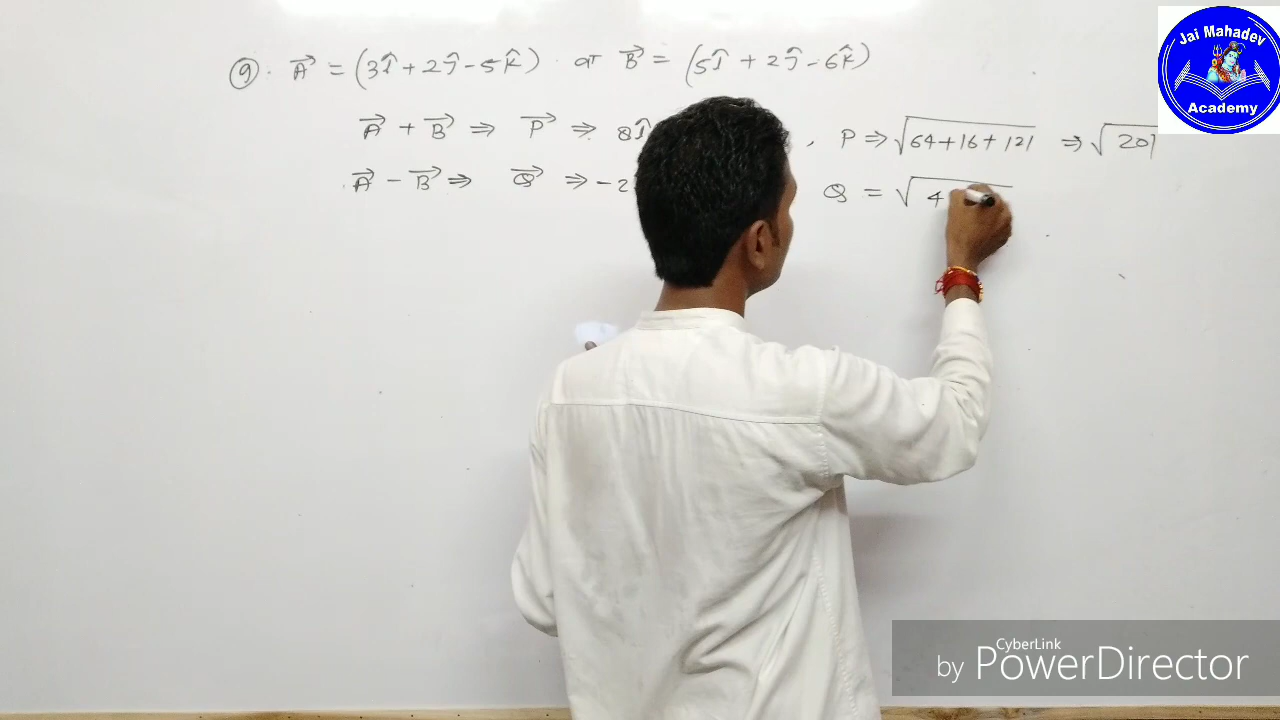 ⑨. A⃗ = (3î + 2ĵ - 5k̂). at B⃗ = (5î + 2ĵ - 6k̂)
A⃗ + B⃗ ⇒ P⃗ ⇒ 8î , P ⇒ √64+16+121 ⇒ √201
A⃗ - B⃗ ⇒ Q⃗ ⇒ -2 Q = √4
Jai Mahadev
Academy
CyberLink
by PowerDirector